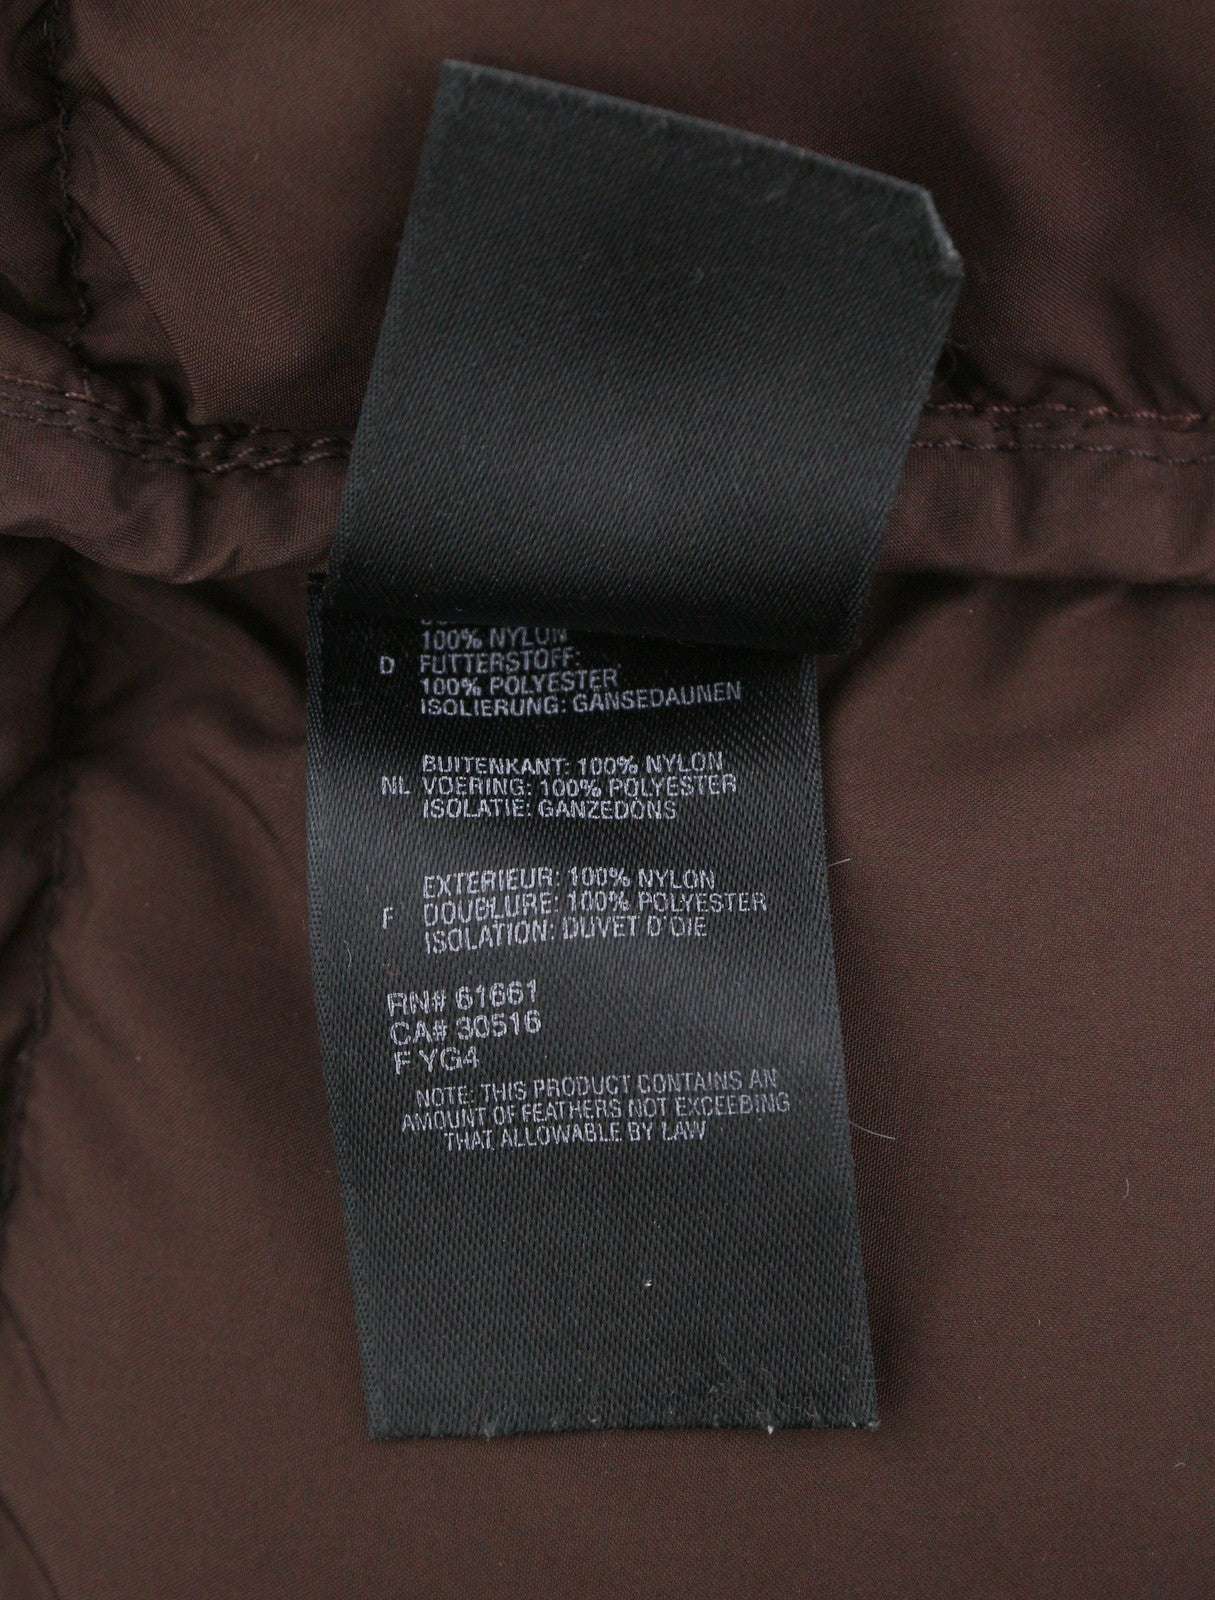 100% NYLON
D FUTTERSTOFF:
100% POLYESTER
ISOLIERUNG: GÄNSEDAUNEN
BUITENKANT: 100% NYLON
NL VOERING: 100% POLYESTER
ISOLATIE: GANZEDONS
EXTERIEUR: 100% NYLON
F DOUBLURE: 100% POLYESTER
ISOLATION: DUVET D'OIE
RN# 61661
CA# 30516
F YG4
NOTE: THIS PRODUCT CONTAINS AN
AMOUNT OF FEATHERS NOT EXCEEBING
THAT ALLOWABLE BY LAW